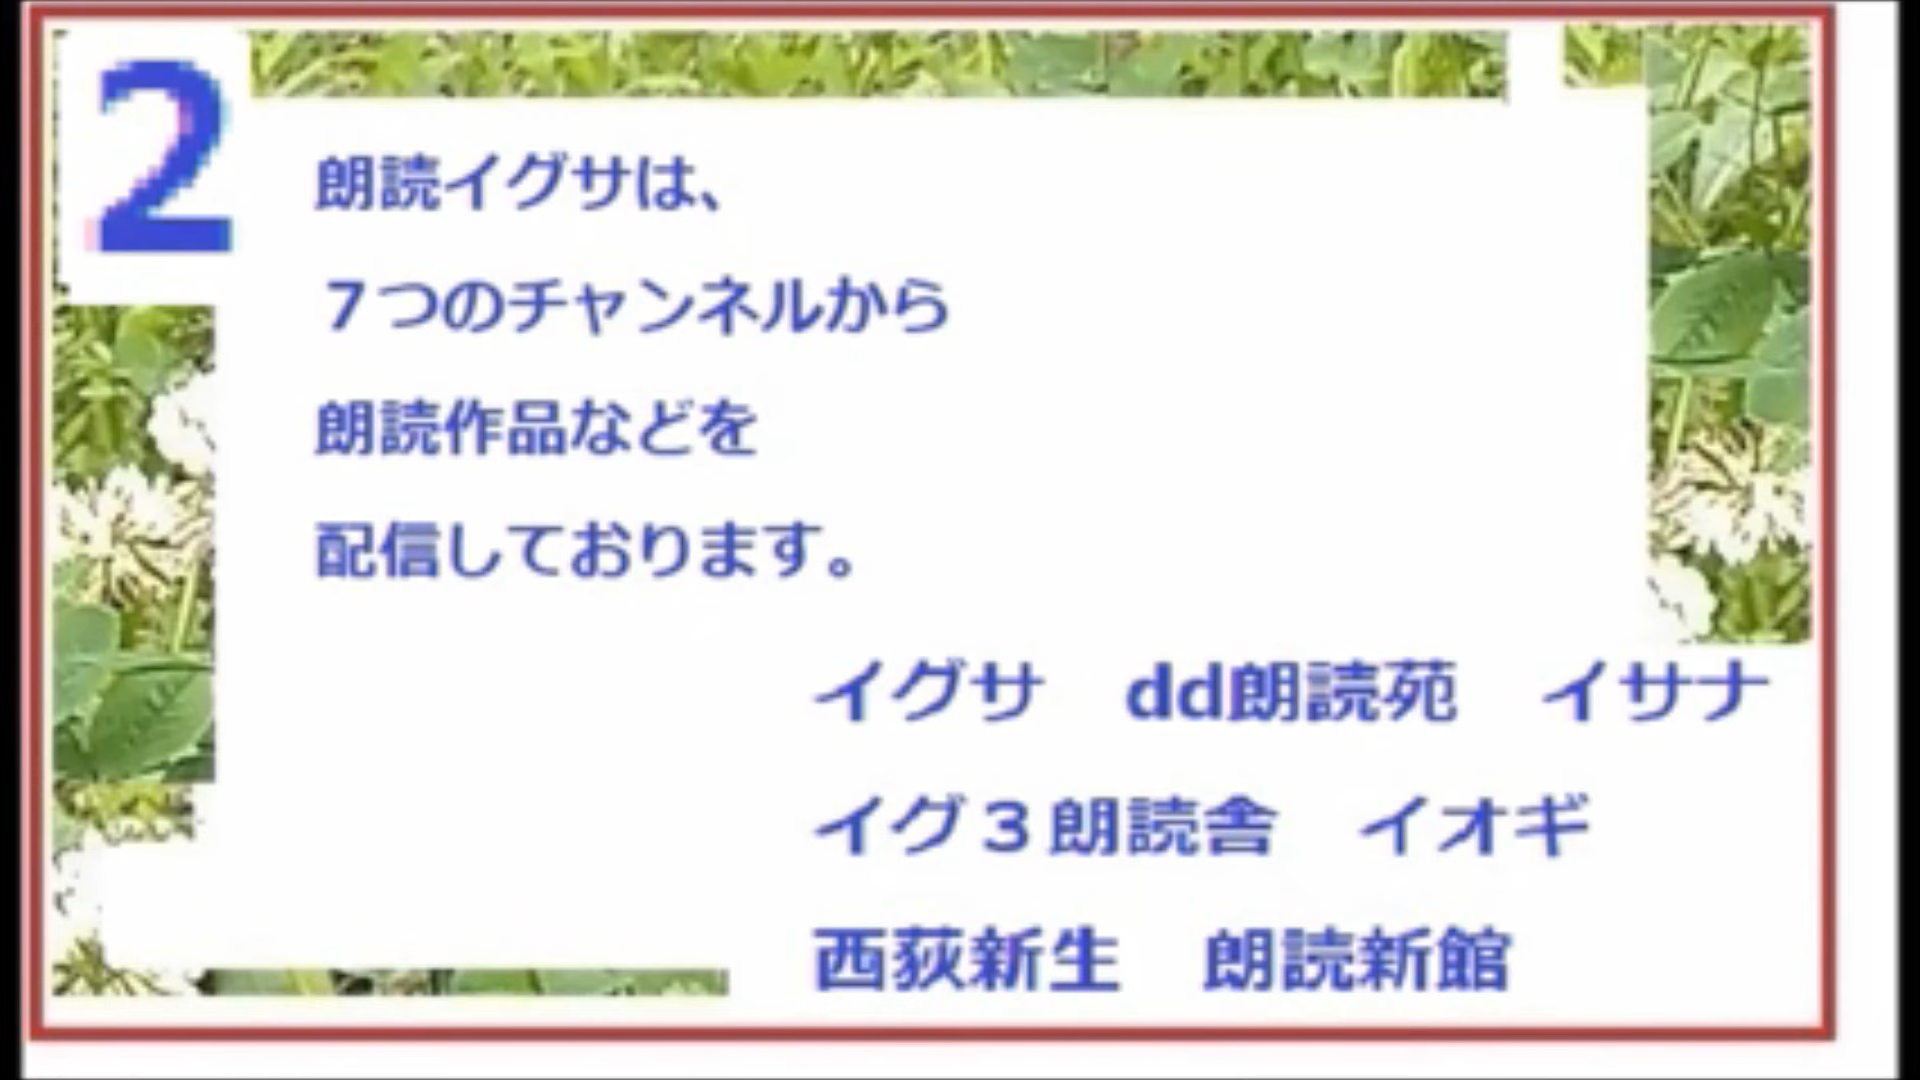 2
朗読イグサは、
７つのチャンネルから
朗読作品などを
配信しております。
イグサ　dd朗読苑　イサナ
イグ３朗読舎　イオギ
西荻新生　朗読新館